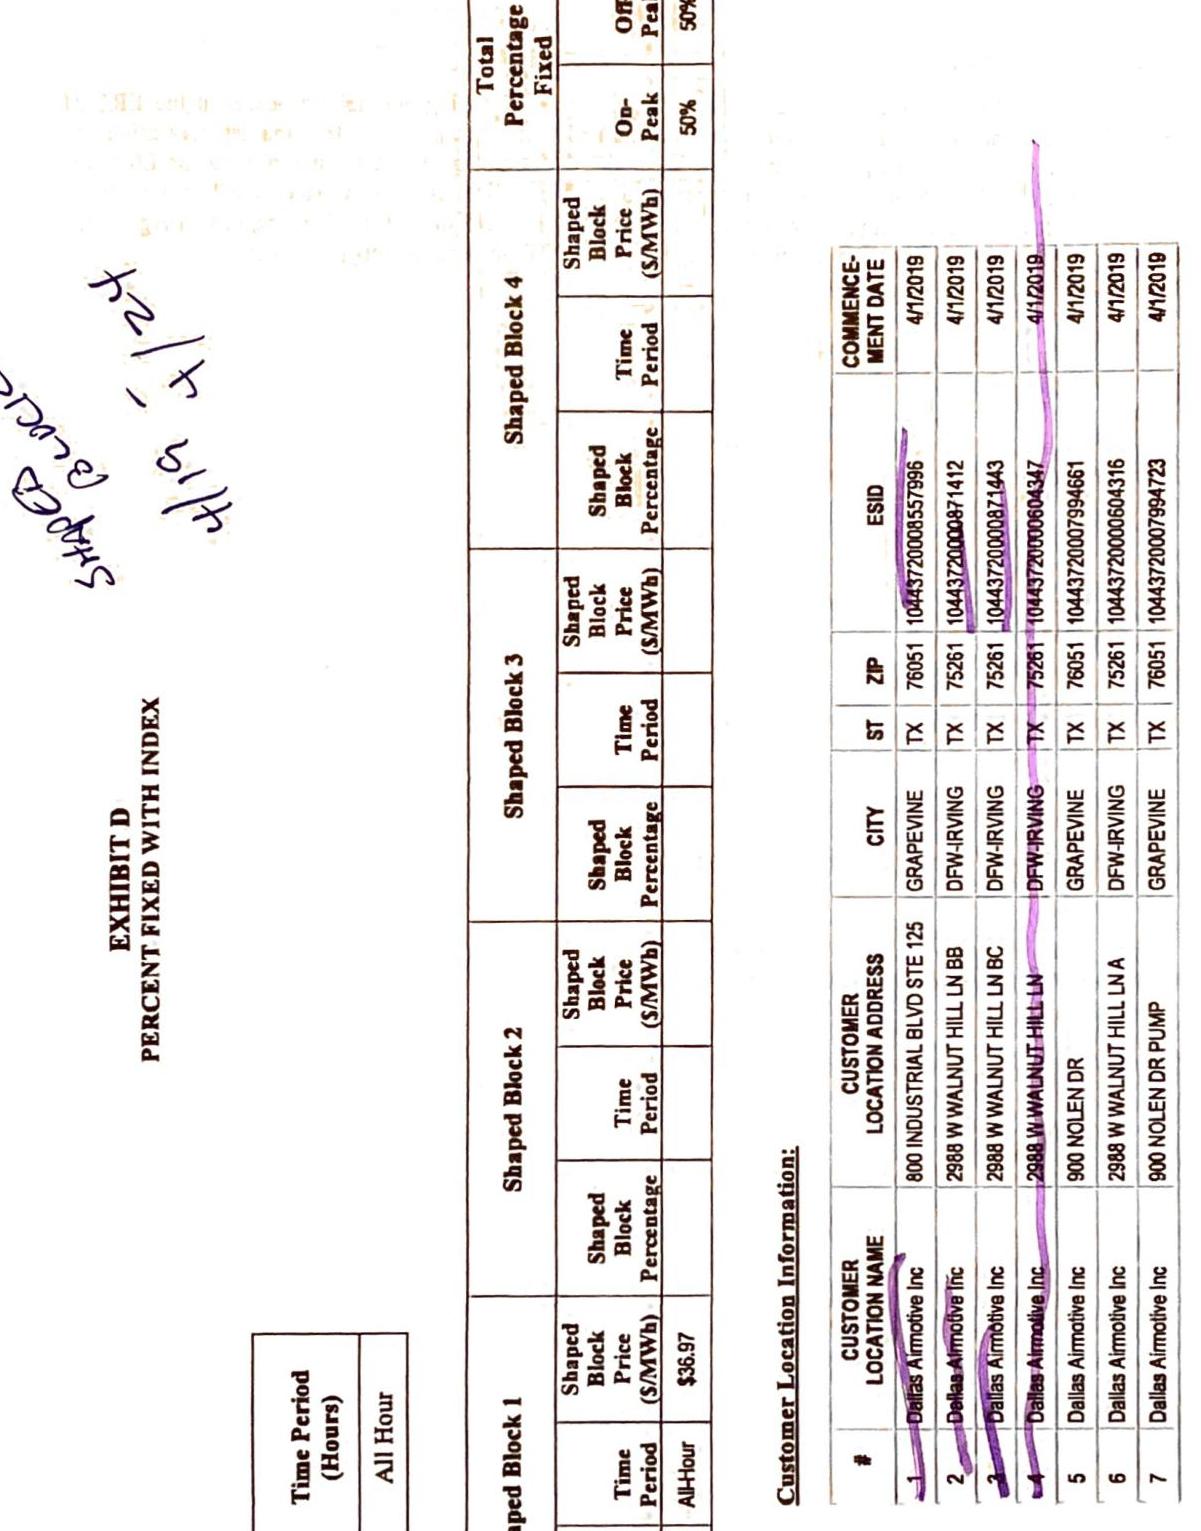 SHAPED
BLOCK
4/19 - 4/24
EXHIBIT D
PERCENT FIXED WITH INDEX
Time Period
(Hours)
All Hour
aped Block 1 Shaped Block 2 Shaped Block 3 Shaped Block 4 Total Percentage Fixed
Time Period Shaped Block Price ($/MWh) Shaped Block Percentage Time Period Shaped Block Price ($/MWh) Shaped Block Percentage Time Period Shaped Block Price ($/MWh) Shaped Block Percentage Time Period Shaped Block Price ($/MWh) On-Peak Off Peak
All-Hour $36.97 50% 50%
Customer Location Information:
# CUSTOMER LOCATION NAME CUSTOMER LOCATION ADDRESS CITY ST ZIP ESID COMMENCE-MENT DATE
1 Dallas Airmotive Inc 800 INDUSTRIAL BLVD STE 125 GRAPEVINE TX 76051 10443720008557996 4/1/2019
2 Dallas Airmotive Inc 2988 W WALNUT HILL LN BB DFW-IRVING TX 75261 10443720000871412 4/1/2019
3 Dallas Airmotive Inc 2988 W WALNUT HILL LN BC DFW-IRVING TX 75261 10443720000871443 4/1/2019
4 Dallas Airmotive Inc 2988 W WALNUT HILL LN DFW-IRVING TX 75261 10443720000604347 4/1/2019
5 Dallas Airmotive Inc 900 NOLEN DR GRAPEVINE TX 76051 10443720007994661 4/1/2019
6 Dallas Airmotive Inc 2988 W WALNUT HILL LN A DFW-IRVING TX 75261 10443720000604316 4/1/2019
7 Dallas Airmotive Inc 900 NOLEN DR PUMP GRAPEVINE TX 76051 10443720007994723 4/1/2019